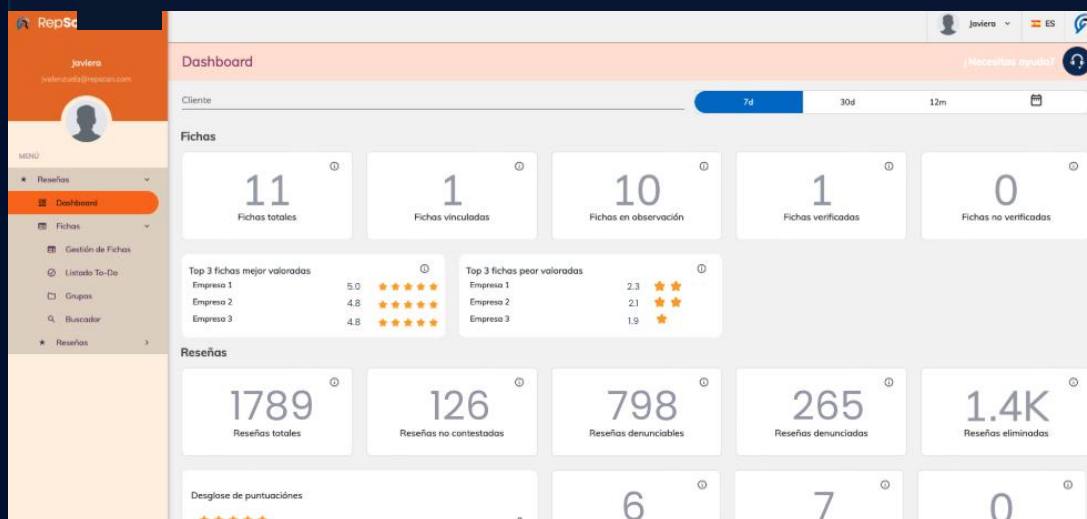 RepSc
Javiera
ES
Javiera
jvalenzuela@repscan.com
Dashboard
¿Necesitas ayuda?
Cliente
7d
30d
12m
MENÚ
Reseñas
Dashboard
Fichas
Gestión de Fichas
Listado To-Do
Grupos
Buscador
Reseñas
Fichas
11
Fichas totales
1
Fichas vinculadas
10
Fichas en observación
1
Fichas verificadas
0
Fichas no verificadas
Top 3 fichas mejor valoradas
Empresa 1 5.0
Empresa 2 4.8
Empresa 3 4.8
Top 3 fichas peor valoradas
Empresa 1 2.3
Empresa 2 2.1
Empresa 3 1.9
Reseñas
1789
Reseñas totales
126
Reseñas no contestadas
798
Reseñas denunciables
265
Reseñas denunciadas
1.4K
Reseñas eliminadas
Desglose de puntuaciónes
6
7
0